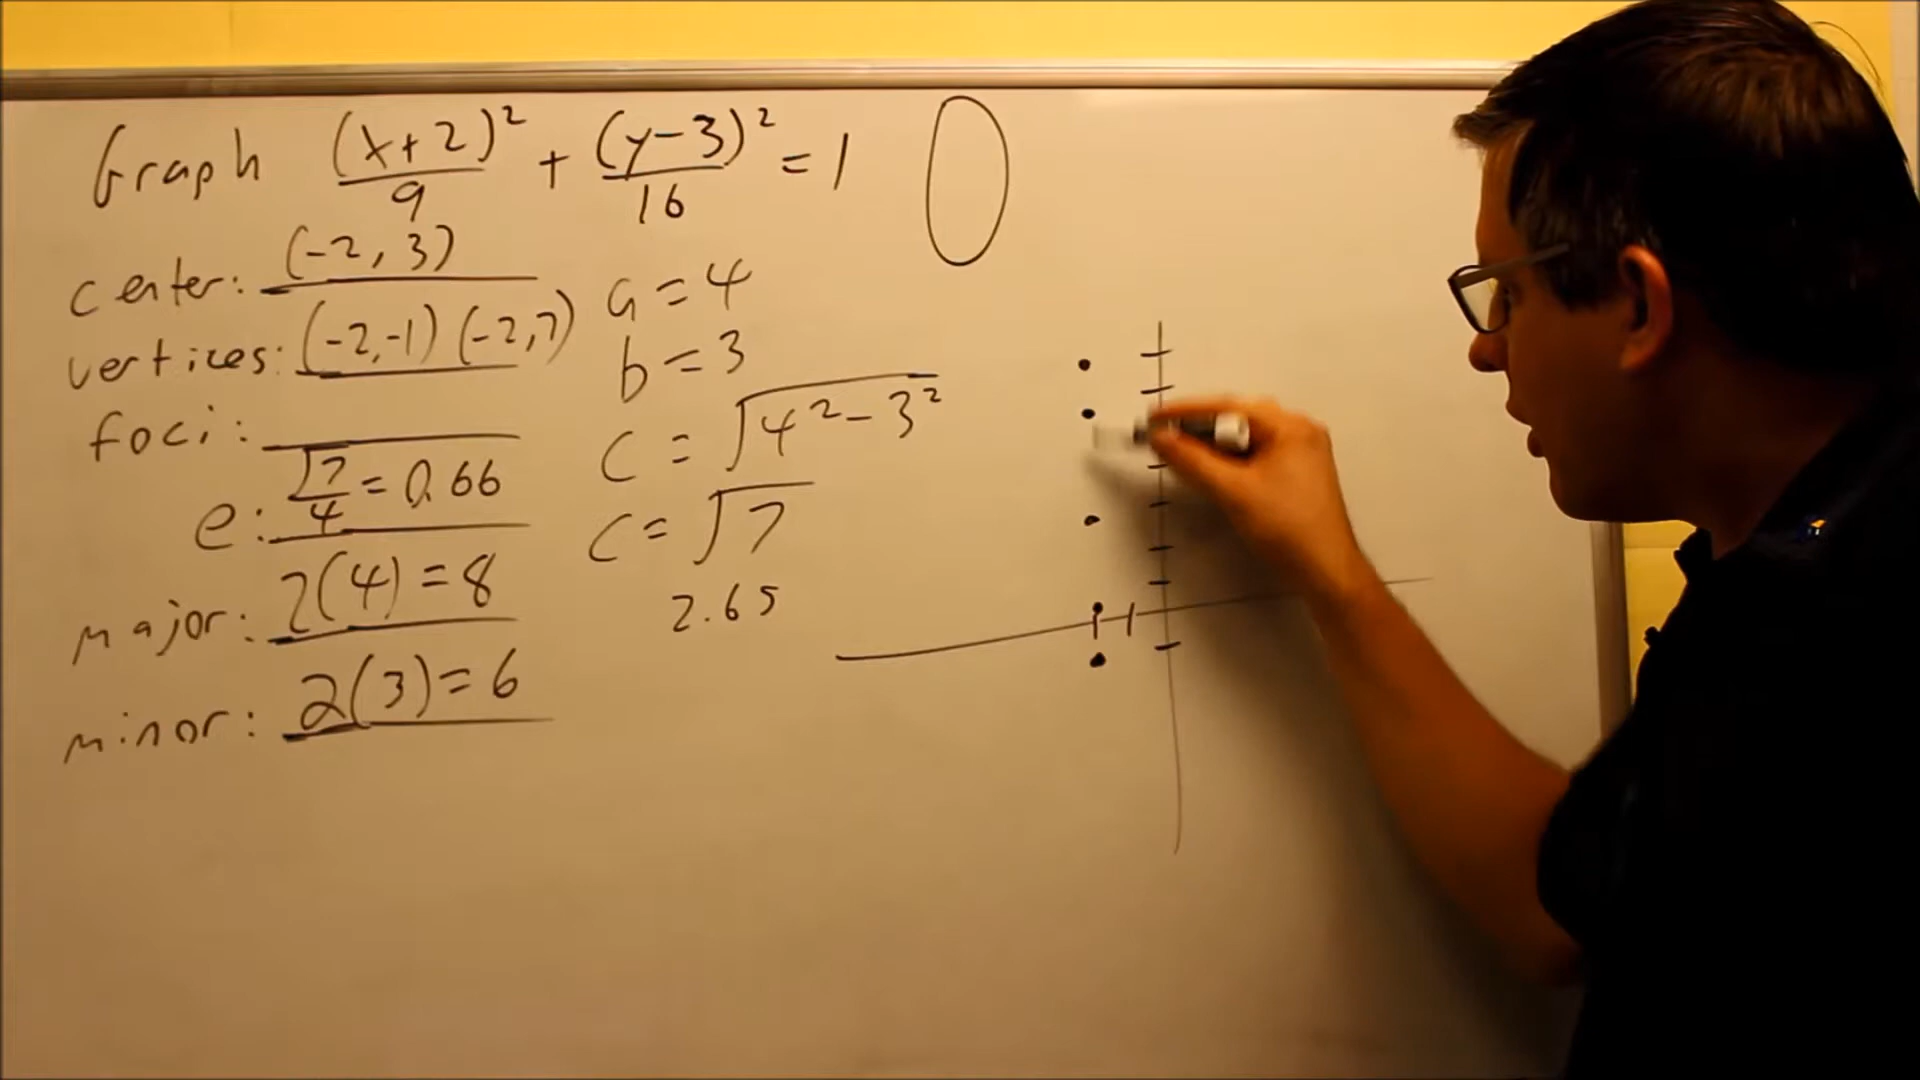 Graph (x+2)²/9 + (y-3)²/16 = 1
center: (-2, 3)
vertices: (-2,-1) (-2,7)
foci:
e: √7/4 = 0.66
major: 2(4) = 8
minor: 2(3) = 6
a = 4
b = 3
c = √4² - 3²
c = √7
2.65